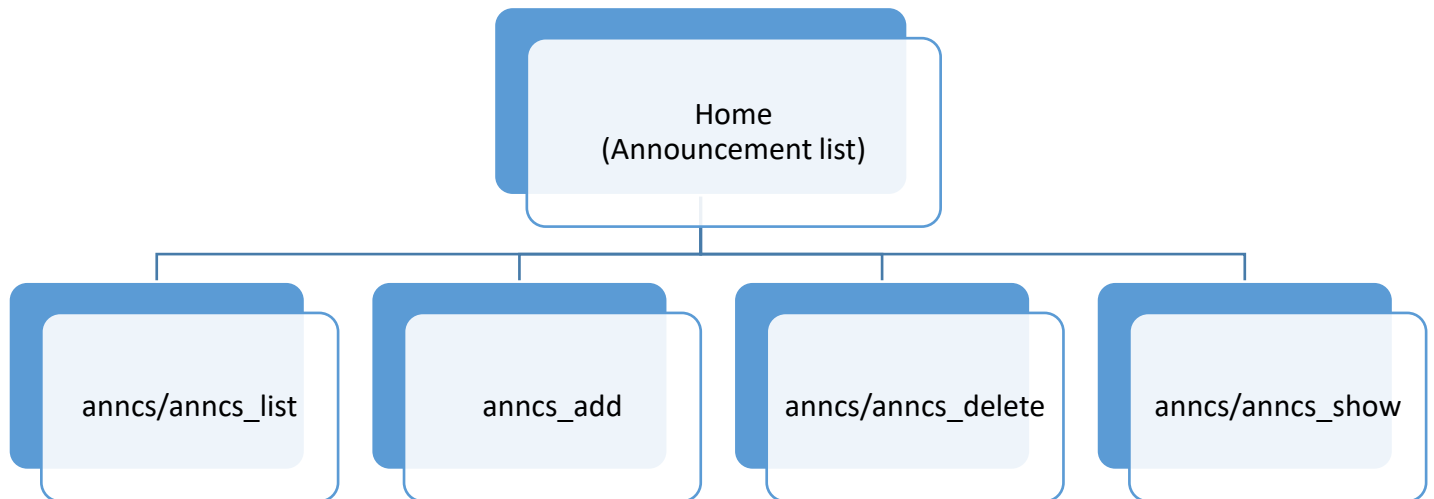 Home
(Announcement list)
anncs/anncs_list
anncs_add
anncs/anncs_delete
anncs/anncs_show